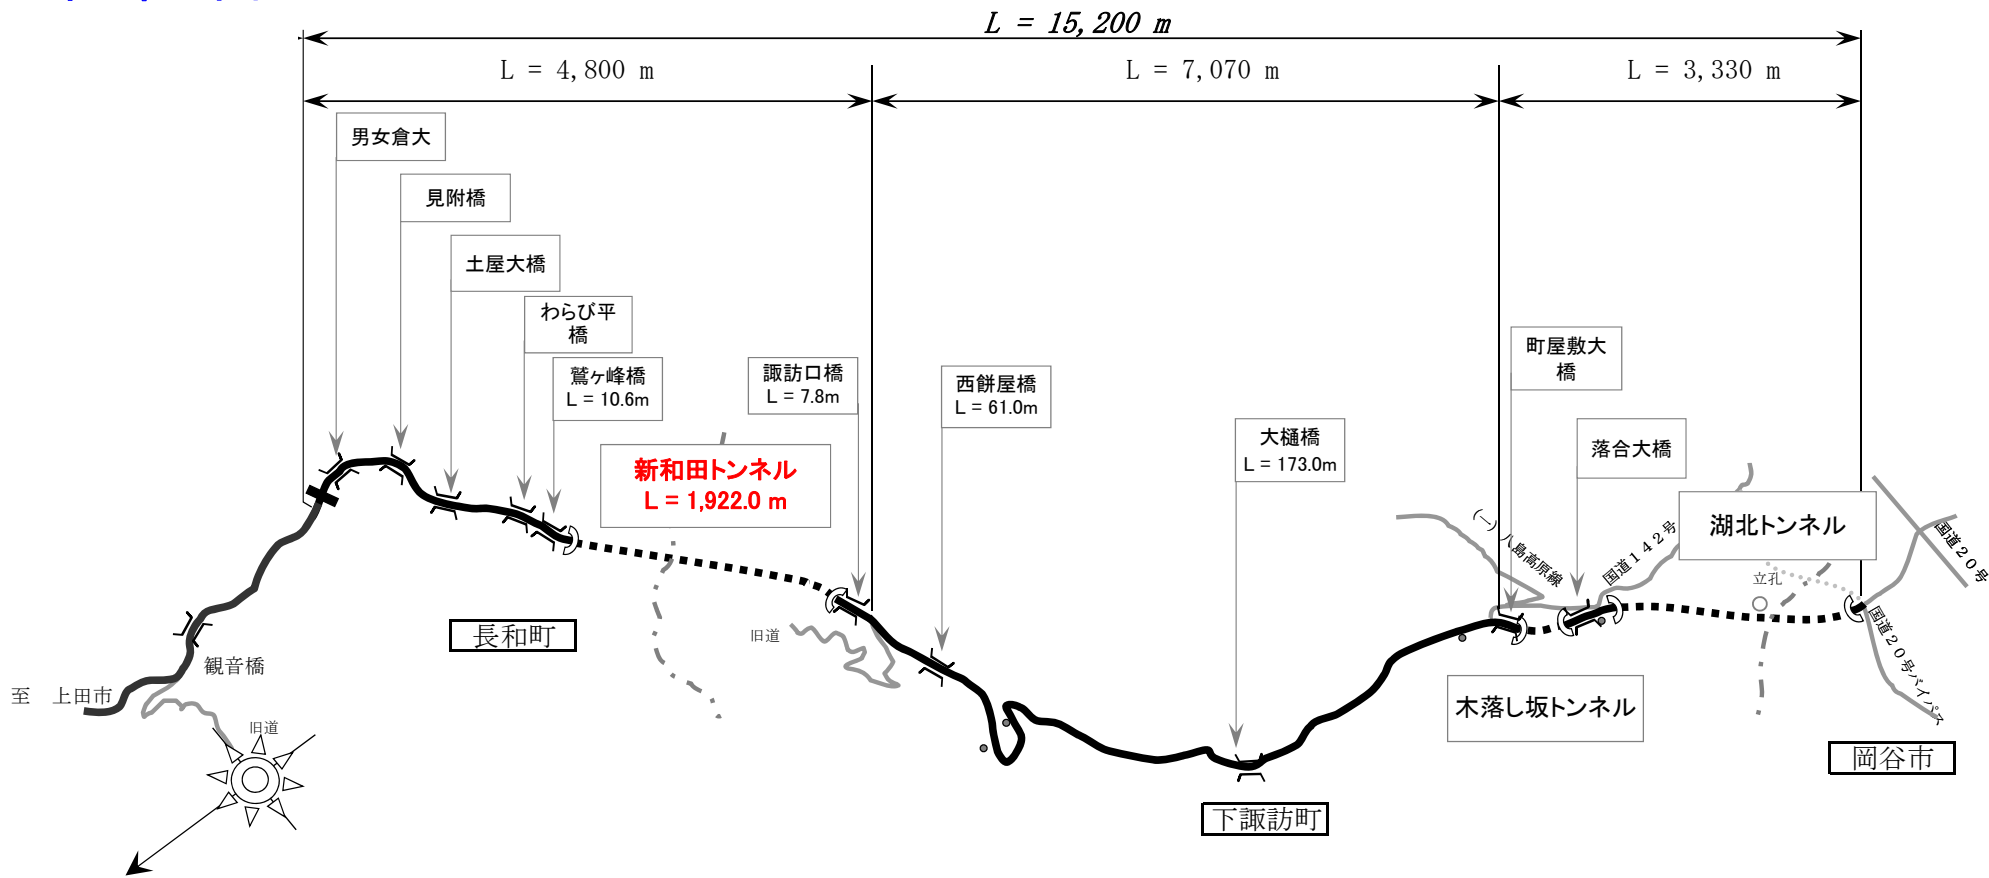 L = 15,200 m
L = 4,800 m
L = 7,070 m
L = 3,330 m
男女倉大
見附橋
土屋大橋
わらび平
橋
鷲ヶ峰橋
L = 10.6m
諏訪口橋
L = 7.8m
西餅屋橋
L = 61.0m
町屋敷大
橋
大樋橋
L = 173.0m
落合大橋
新和田トンネル
L = 1,922.0 m
湖北トンネル
(一)八島高原線
国道142号
国道20号
立孔
国道20号バイパス
長和町
旧道
観音橋
至 上田市
旧道
木落し坂トンネル
岡谷市
下諏訪町